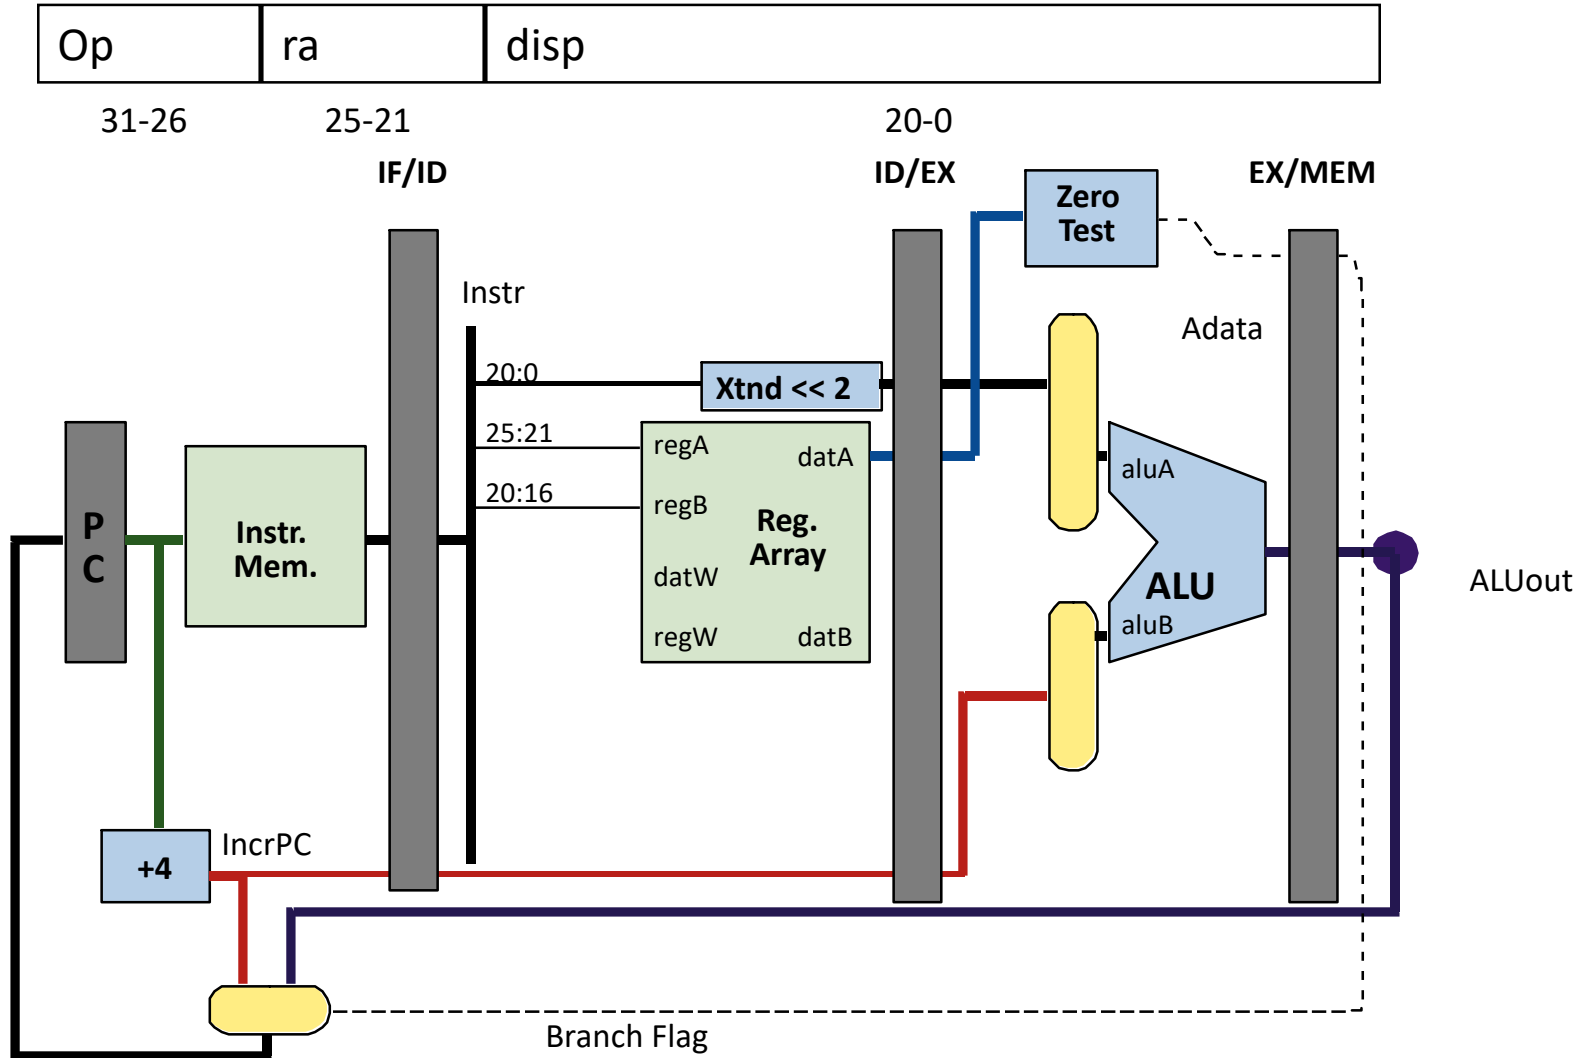 Op ra disp
31-26 25-21 20-0
IF/ID ID/EX EX/MEM
Zero
Test
Instr
Adata
20:0
Xtnd << 2
25:21
regA datA
aluA
20:16
regB
P
C
Instr.
Mem.
Reg.
Array
datW
ALU
ALUout
regW datB
aluB
IncrPC
+4
Branch Flag